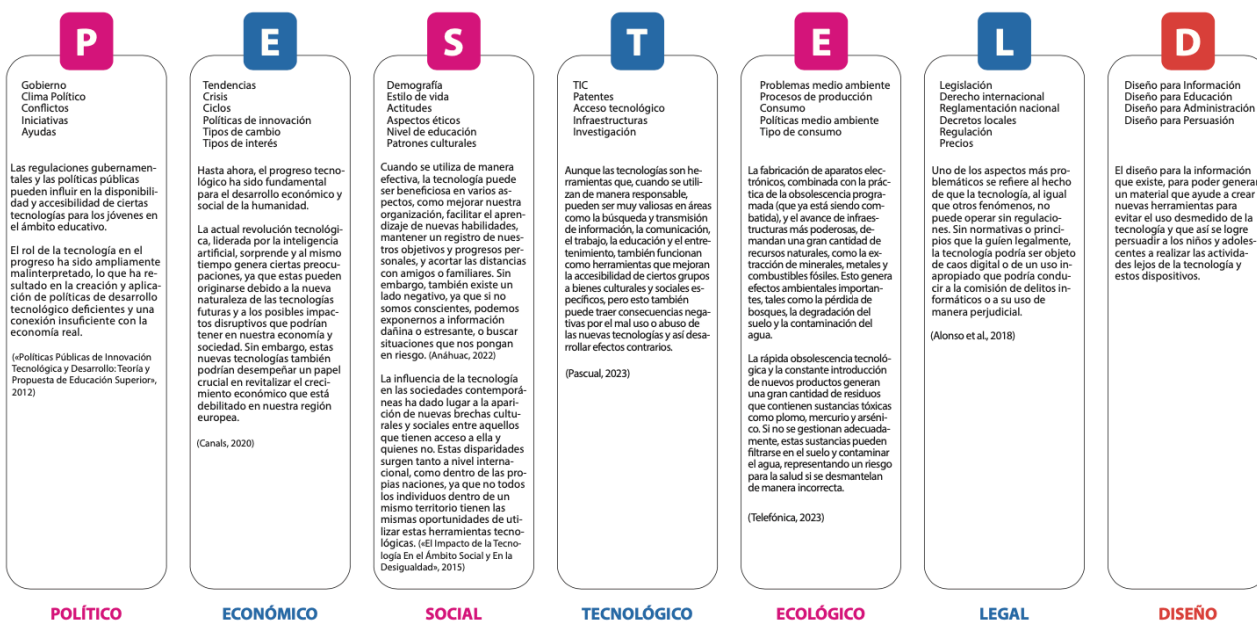 P
Gobierno
Clima Político
Conflictos
Iniciativas
Ayudas
Las regulaciones gubernamen-
tales y las políticas públicas
pueden influir en la disponibili-
dad y accesibilidad de ciertas
tecnologías para los jóvenes en
el ámbito educativo.
El rol de la tecnología en el
progreso ha sido ampliamente
malinterpretado, lo que ha re-
sultado en la creación y aplica-
ción de políticas de desarrollo
tecnológico deficientes y una
conexión insuficiente con la
economía real.
(«Políticas Públicas de Innovación
Tecnológica y Desarrollo: Teoría y
Propuesta de Educación Superior»,
2012)
POLÍTICO
E
Tendencias
Crisis
Ciclos
Políticas de innovación
Tipos de cambio
Tipos de interés
Hasta ahora, el progreso tecno-
lógico ha sido fundamental
para el desarrollo económico y
social de la humanidad.
La actual revolución tecnológi-
ca, liderada por la inteligencia
artificial, sorprende y al mismo
tiempo genera ciertas preocu-
paciones, ya que estas pueden
originarse debido a la nueva
naturaleza de las tecnologías
futuras y a los posibles impac-
tos disruptivos que podrían
tener en nuestra economía y
sociedad. Sin embargo, estas
nuevas tecnologías también
podrían desempeñar un papel
crucial en revitalizar el creci-
miento económico que está
debilitado en nuestra región
europea.
(Canals, 2020)
ECONÓMICO
S
Demografía
Estilo de vida
Actitudes
Aspectos éticos
Nivel de educación
Patrones culturales
Cuando se utiliza de manera
efectiva, la tecnología puede
ser beneficiosa en varios as-
pectos, como mejorar nuestra
organización, facilitar el apren-
dizaje de nuevas habilidades,
mantener un registro de nues-
tros objetivos y progresos per-
sonales, y acortar las distancias
con amigos o familiares. Sin
embargo, también existe un
lado negativo, ya que si no
somos conscientes, podemos
exponernos a información
dañina o estresante, o buscar
situaciones que nos pongan
en riesgo. (Anáhuac, 2022)
La influencia de la tecnología
en las sociedades contemporá-
neas ha dado lugar a la apari-
ción de nuevas brechas cultu-
rales y sociales entre aquellos
que tienen acceso a ella y
quienes no. Estas disparidades
surgen tanto a nivel interna-
cional, como dentro de las pro-
pias naciones, ya que no todos
los individuos dentro de un
mismo territorio tienen las
mismas oportunidades de uti-
lizar estas herramientas tecno-
lógicas. («El Impacto de la Tecno-
logía En el Ámbito Social y En la
Desigualdad», 2015)
SOCIAL
T
TIC
Patentes
Acceso tecnológico
Infraestructuras
Investigación
Aunque las tecnologías son he-
rramientas que, cuando se utili-
zan de manera responsable,
pueden ser muy valiosas en áreas
como la búsqueda y transmisión
de información, la comunicación,
el trabajo, la educación y el entre-
tenimiento, también funcionan
como herramientas que mejoran
la accesibilidad de ciertos grupos
a bienes culturales y sociales es-
pecíficos, pero esto también
puede traer consecuencias nega-
tivas por el mal uso o abuso de
las nuevas tecnologías y así desa-
rrollar efectos contrarios.
(Pascual, 2023)
TECNOLÓGICO
E
Problemas medio ambiente
Procesos de producción
Consumo
Políticas medio ambiente
Tipo de consumo
La fabricación de aparatos elec-
trónicos, combinada con la prác-
tica de la obsolescencia progra-
mada (que ya está siendo com-
batida), y el avance de infraes-
tructuras más poderosas, de-
mandan una gran cantidad de
recursos naturales, como la ex-
tracción de minerales, metales y
combustibles fósiles. Esto genera
efectos ambientales importan-
tes, tales como la pérdida de
bosques, la degradación del
suelo y la contaminación del
agua.
La rápida obsolescencia tecnoló-
gica y la constante introducción
de nuevos productos generan
una gran cantidad de residuos
que contienen sustancias tóxicas
como plomo, mercurio y arséni-
co. Si no se gestionan adecuada-
mente, estas sustancias pueden
filtrarse en el suelo y contaminar
el agua, representando un riesgo
para la salud si se desmantelan
de manera incorrecta.
(Telefónica, 2023)
ECOLÓGICO
L
Legislación
Derecho internacional
Reglamentación nacional
Decretos locales
Regulación
Precios
Uno de los aspectos más pro-
blemáticos se refiere al hecho
de que la tecnología, al igual
que otros fenómenos, no
puede operar sin regulacio-
nes. Sin normativas o princi-
pios que la guíen legalmente,
la tecnología podría ser objeto
de caos digital o de un uso in-
apropiado que podría condu-
cir a la comisión de delitos in-
formáticos o a su uso de
manera perjudicial.
(Alonso et al., 2018)
LEGAL
D
Diseño para Información
Diseño para Educación
Diseño para Administración
Diseño para Persuasión
El diseño para la información
que existe, para poder generar
un material que ayude a crear
nuevas herramientas para
evitar el uso desmedido de la
tecnología y que así se logre
persuadir a los niños y adoles-
centes a realizar las activida-
des lejos de la tecnología y
estos dispositivos.
DISEÑO